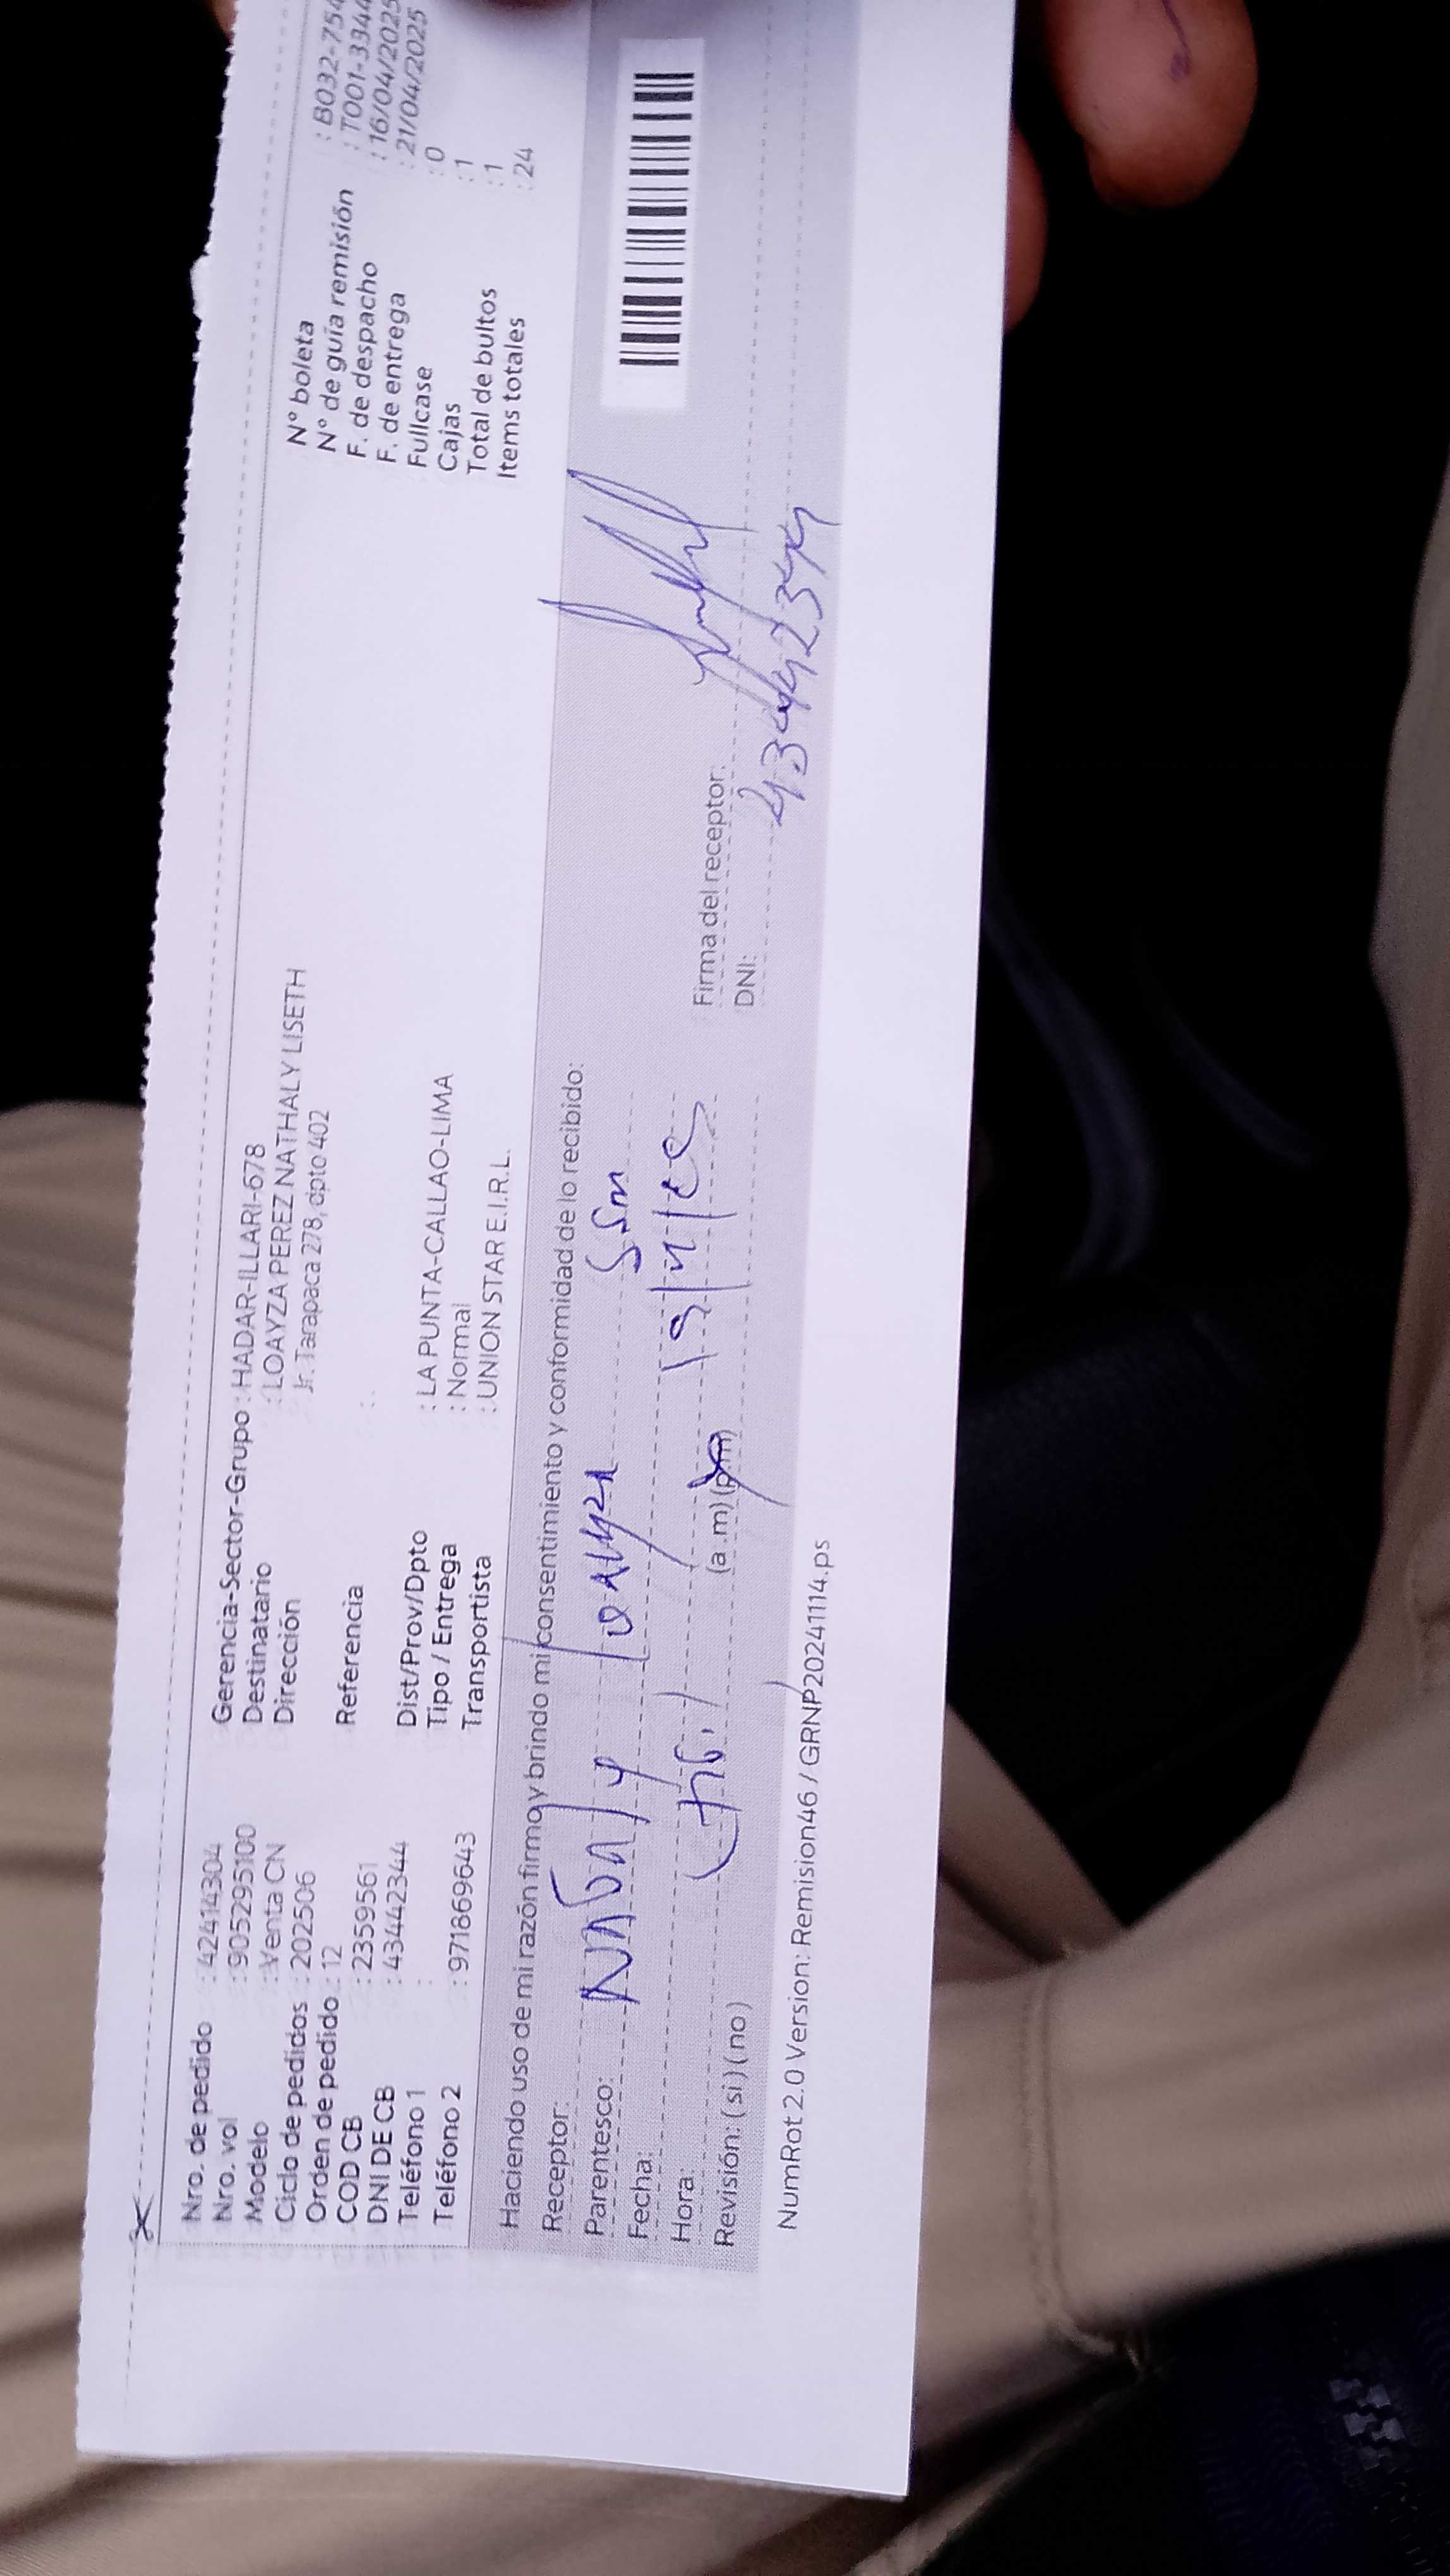 Nro. de pedido : 42414304
Nro. vol : 905295100
Modelo : Venta CN
Ciclo de pedidos : 202506
Orden de pedido : 12
COD CB : 2359561
DNI DE CB : 43442344
Teléfono 1 :
Teléfono 2 : 971869643
Gerencia-Sector-Grupo : HADAR-ILLARI-678
Destinatario : LOAYZA PEREZ NATHALY LISETH
Dirección Jr. Tarapaca 278, dpto 402
Referencia :
Dist/Prov/Dpto : LA PUNTA-CALLAO-LIMA
Tipo / Entrega : Normal
Transportista : UNION STAR E.I.R.L.
N° boleta : B032-754
N° de guía remisión : T001-3344
F. de despacho : 16/04/2025
F. de entrega : 21/04/2025
Fullcase : 0
Cajas : 1
Total de bultos : 1
Items totales : 24
Haciendo uso de mi razón firmo y brindo mi consentimiento y conformidad de lo recibido:
Receptor:
Parentesco:
Fecha:
Hora: (a.m) (p.m)
Revisión: ( si ) ( no )
Firma del receptor:
DNI:
NumRot 2.0 Version: Remision46 / GRNP20241114.ps